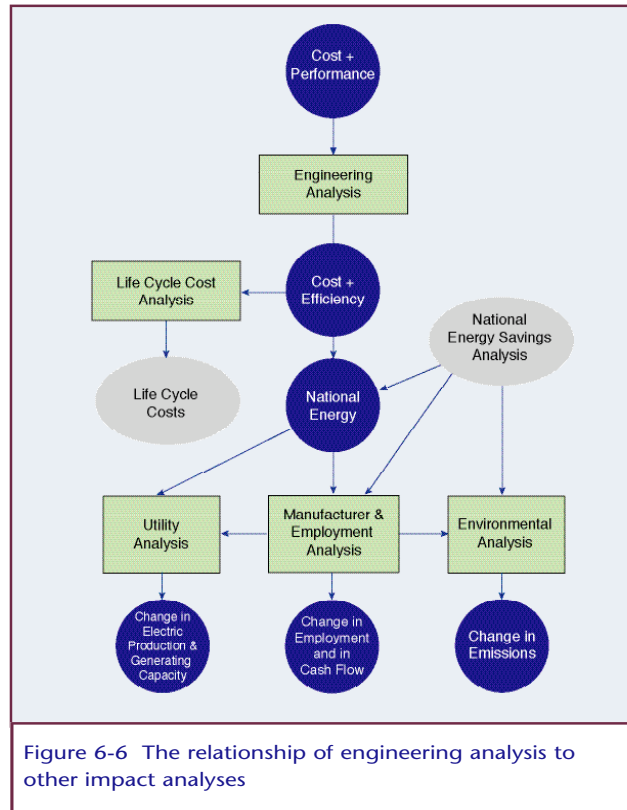 Cost +
Performance
Engineering
Analysis
Life Cycle Cost
Analysis
Cost +
Efficiency
National
Energy Savings
Analysis
Life Cycle
Costs
National
Energy
Utility
Analysis
Manufacturer &
Employment
Analysis
Environmental
Analysis
Change in
Electric
Production &
Generating
Capacity
Change in
Employment
and in
Cash Flow
Change in
Emissions
Figure 6-6 The relationship of engineering analysis to
other impact analyses